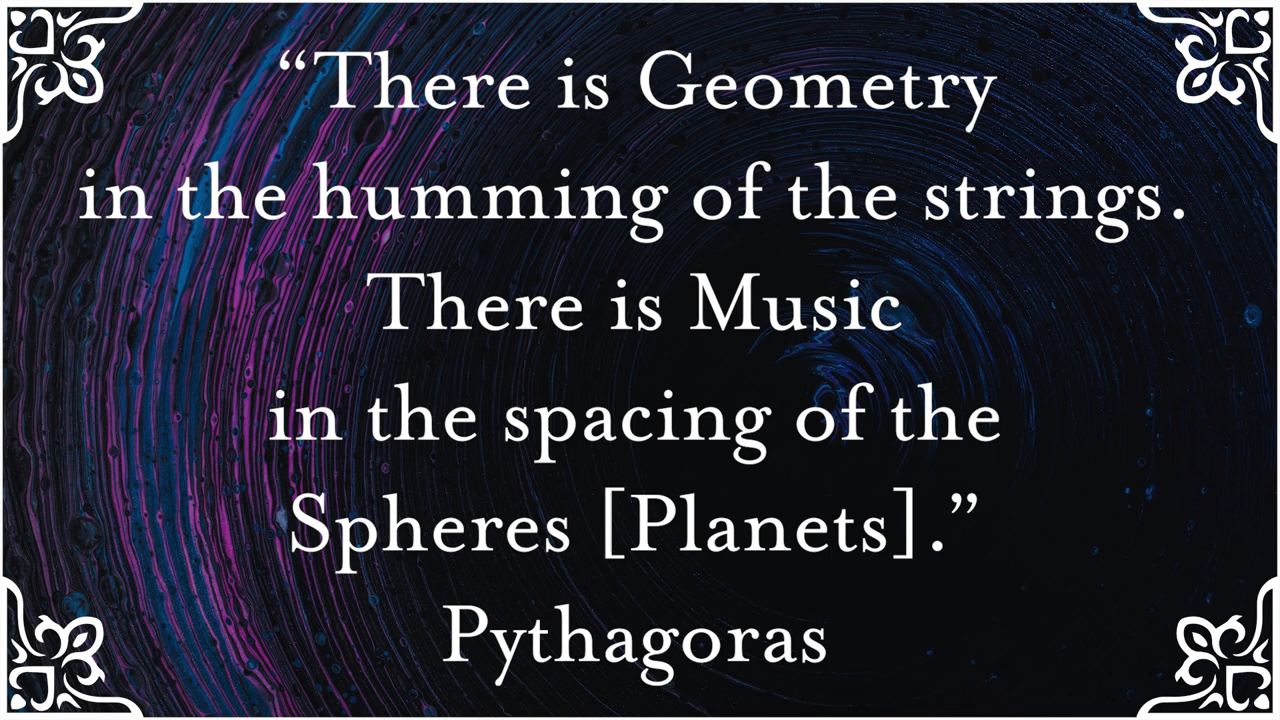 “There is Geometry
in the humming of the strings.
There is Music
in the spacing of the
Spheres [Planets].”
Pythagoras